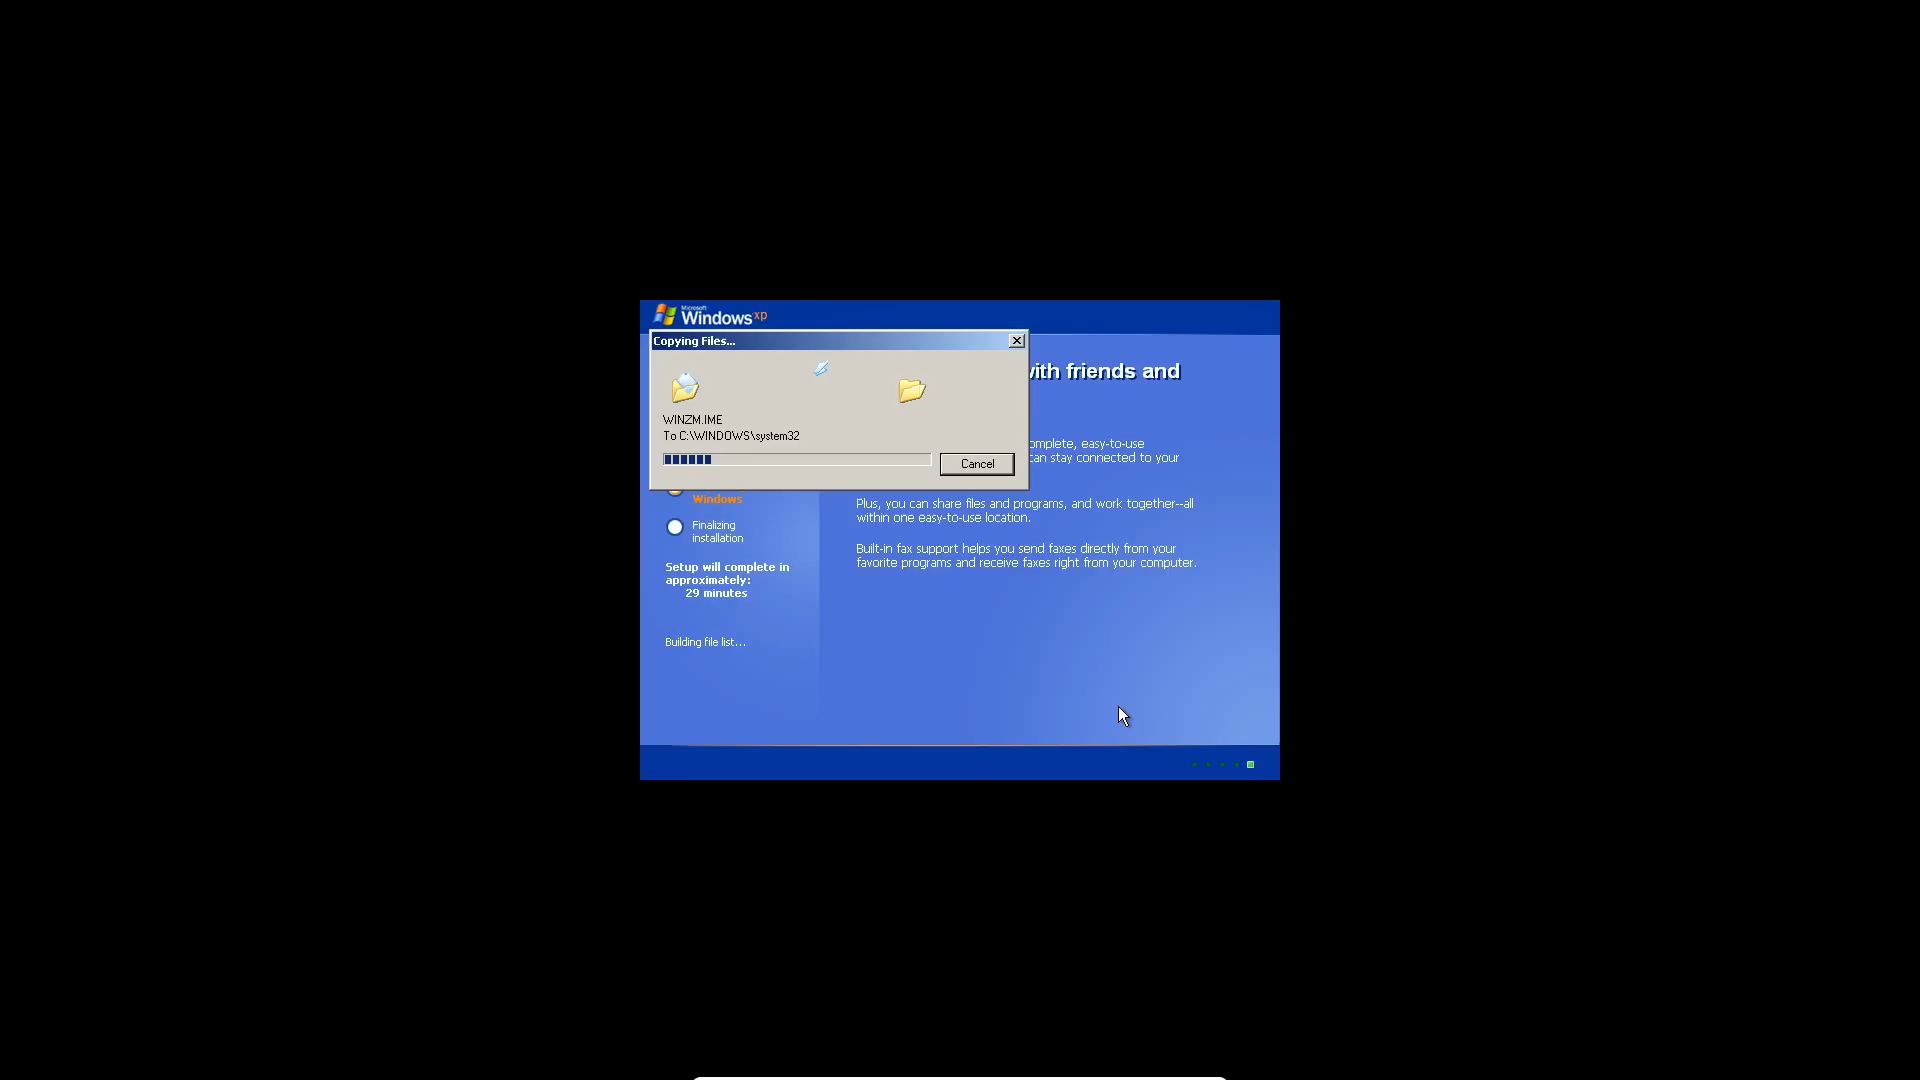 Microsoft
Windows xp
Copying Files...
WINZM.IME
To C:\WINDOWS\system32
Cancel
Windows
Finalizing
installation
Setup will complete in
approximately:
29 minutes
Building file list...
with friends and
complete, easy-to-use
can stay connected to your
Plus, you can share files and programs, and work together--all
within one easy-to-use location.
Built-in fax support helps you send faxes directly from your
favorite programs and receive faxes right from your computer.